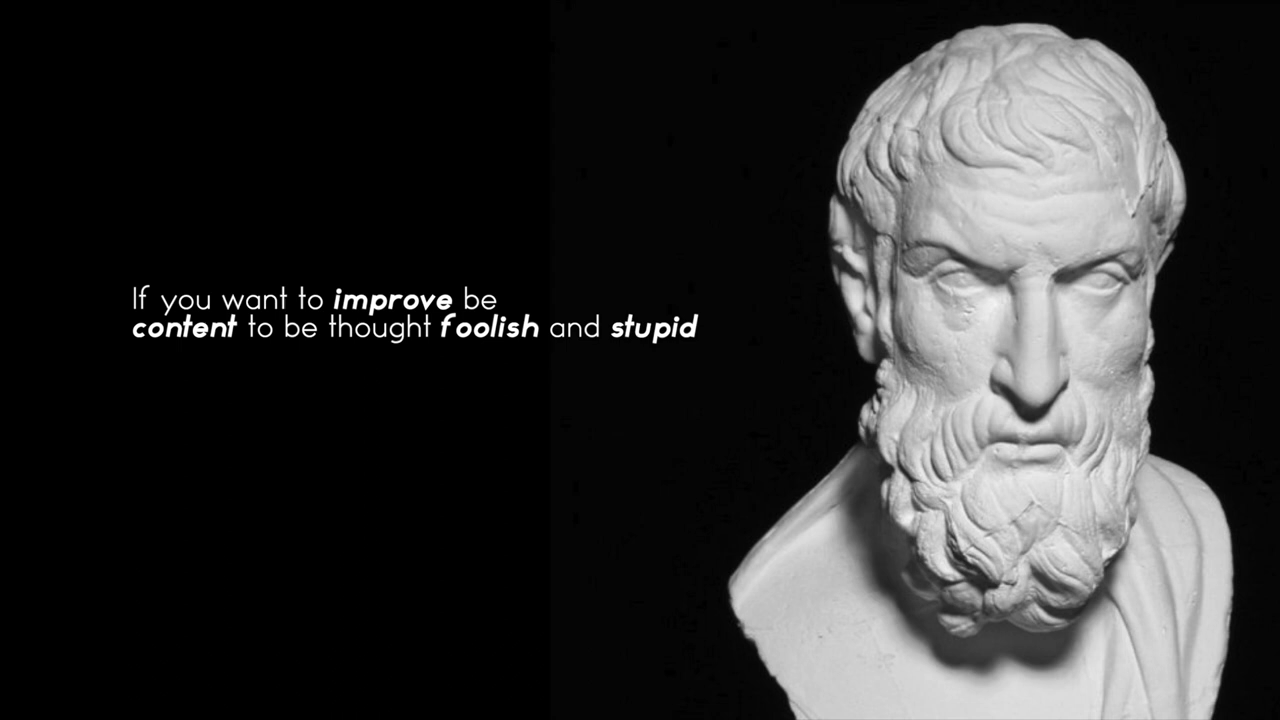 If you want to improve be
content to be thought foolish and stupid